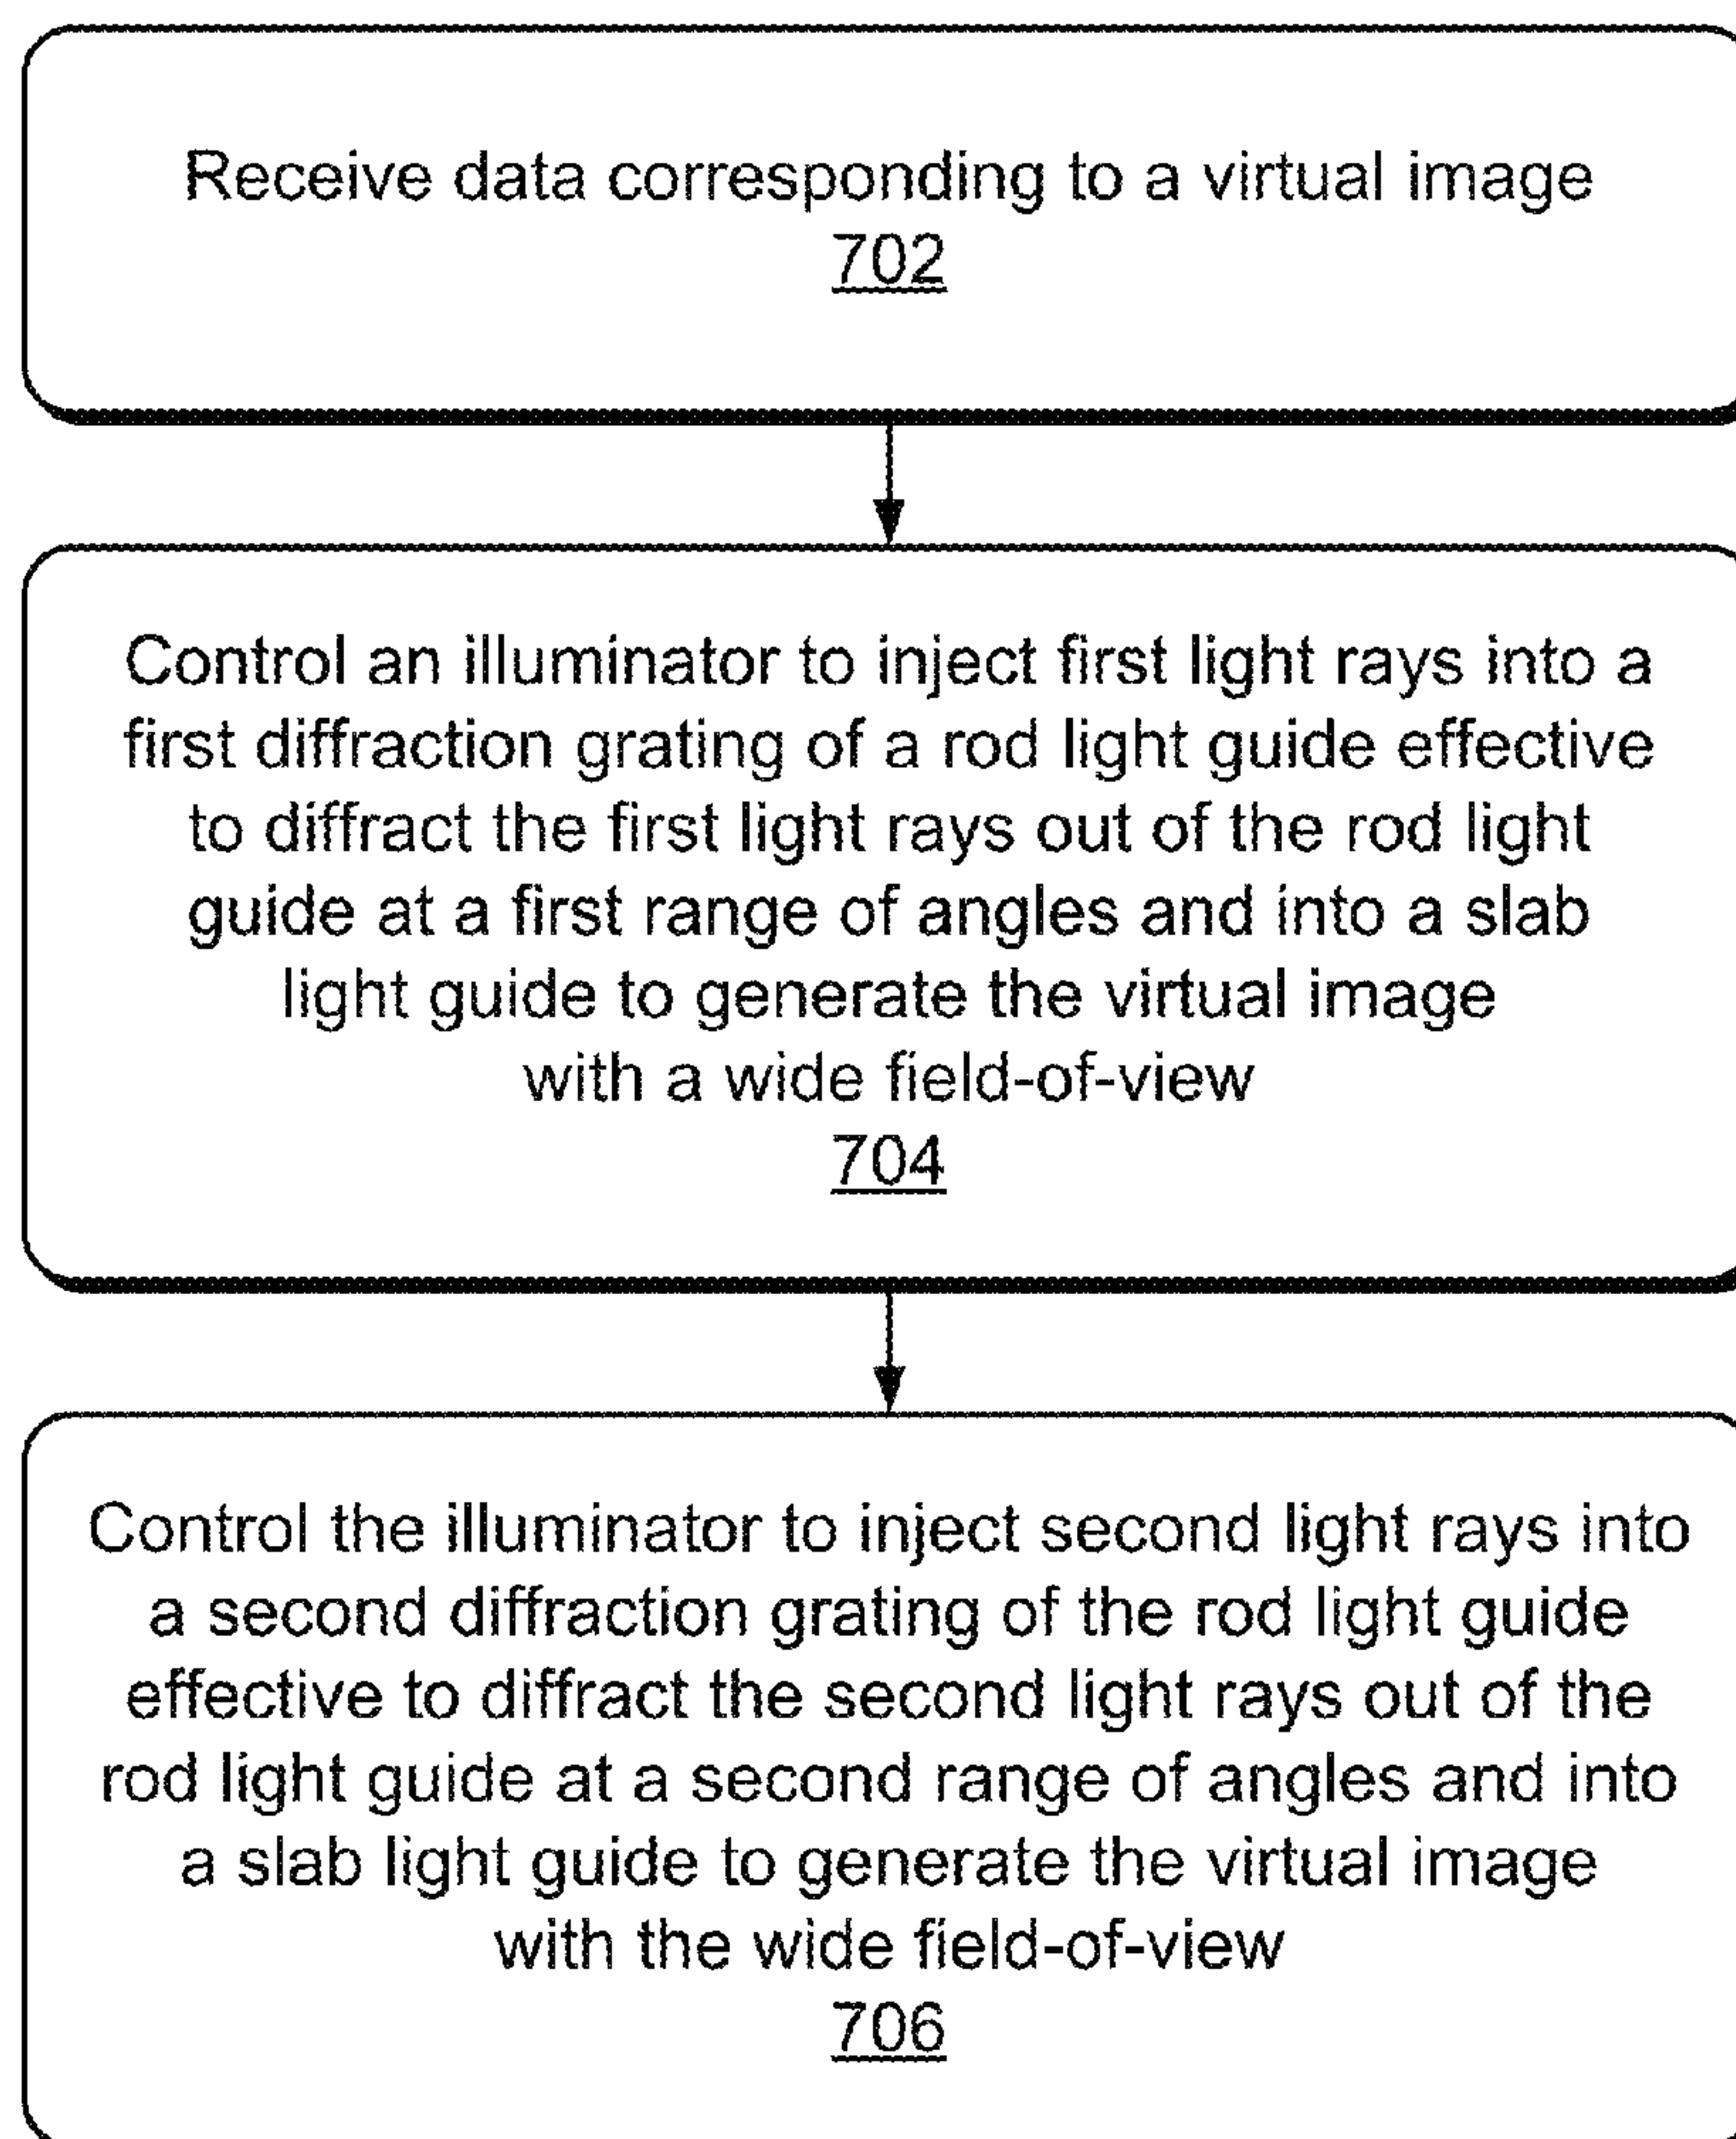 Receive data corresponding to a virtual image
702
Control an illuminator to inject first light rays into a
first diffraction grating of a rod light guide effective
to diffract the first light rays out of the rod light
guide at a first range of angles and into a slab
light guide to generate the virtual image
with a wide field-of-view
704
Control the illuminator to inject second light rays into
a second diffraction grating of the rod light guide
effective to diffract the second light rays out of the
rod light guide at a second range of angles and into
a slab light guide to generate the virtual image
with the wide field-of-view
706